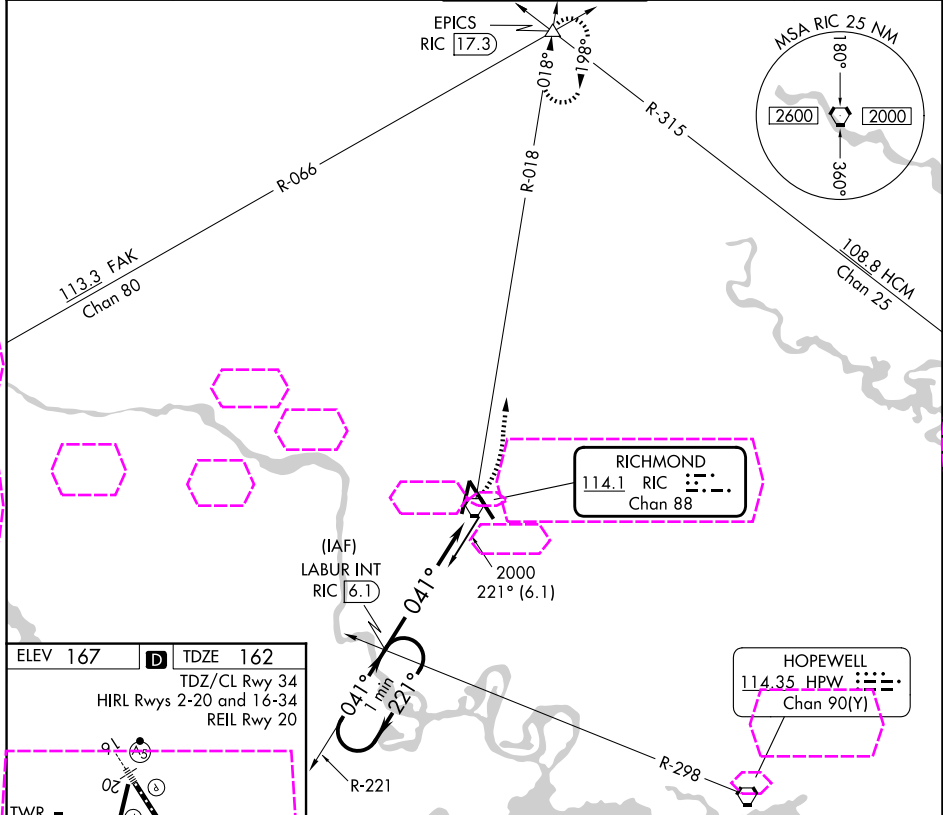 EPICS
RIC 17.3
018°
198°
MSA RIC 25 NM
180°
2600
2000
360°
R-066
R-018
R-315
113.3 FAK
Chan 80
108.8 HCM
Chan 25
RICHMOND
114.1 RIC
Chan 88
(IAF)
LABUR INT
RIC 6.1
041°
2000
221° (6.1)
041°
1 min
221°
R-221
R-298
HOPEWELL
114.35 HPW
Chan 90(Y)
ELEV 167
D
TDZE 162
TDZ/CL Rwy 34
HIRL Rwys 2-20 and 16-34
REIL Rwy 20
16
A5
20
P
TWR